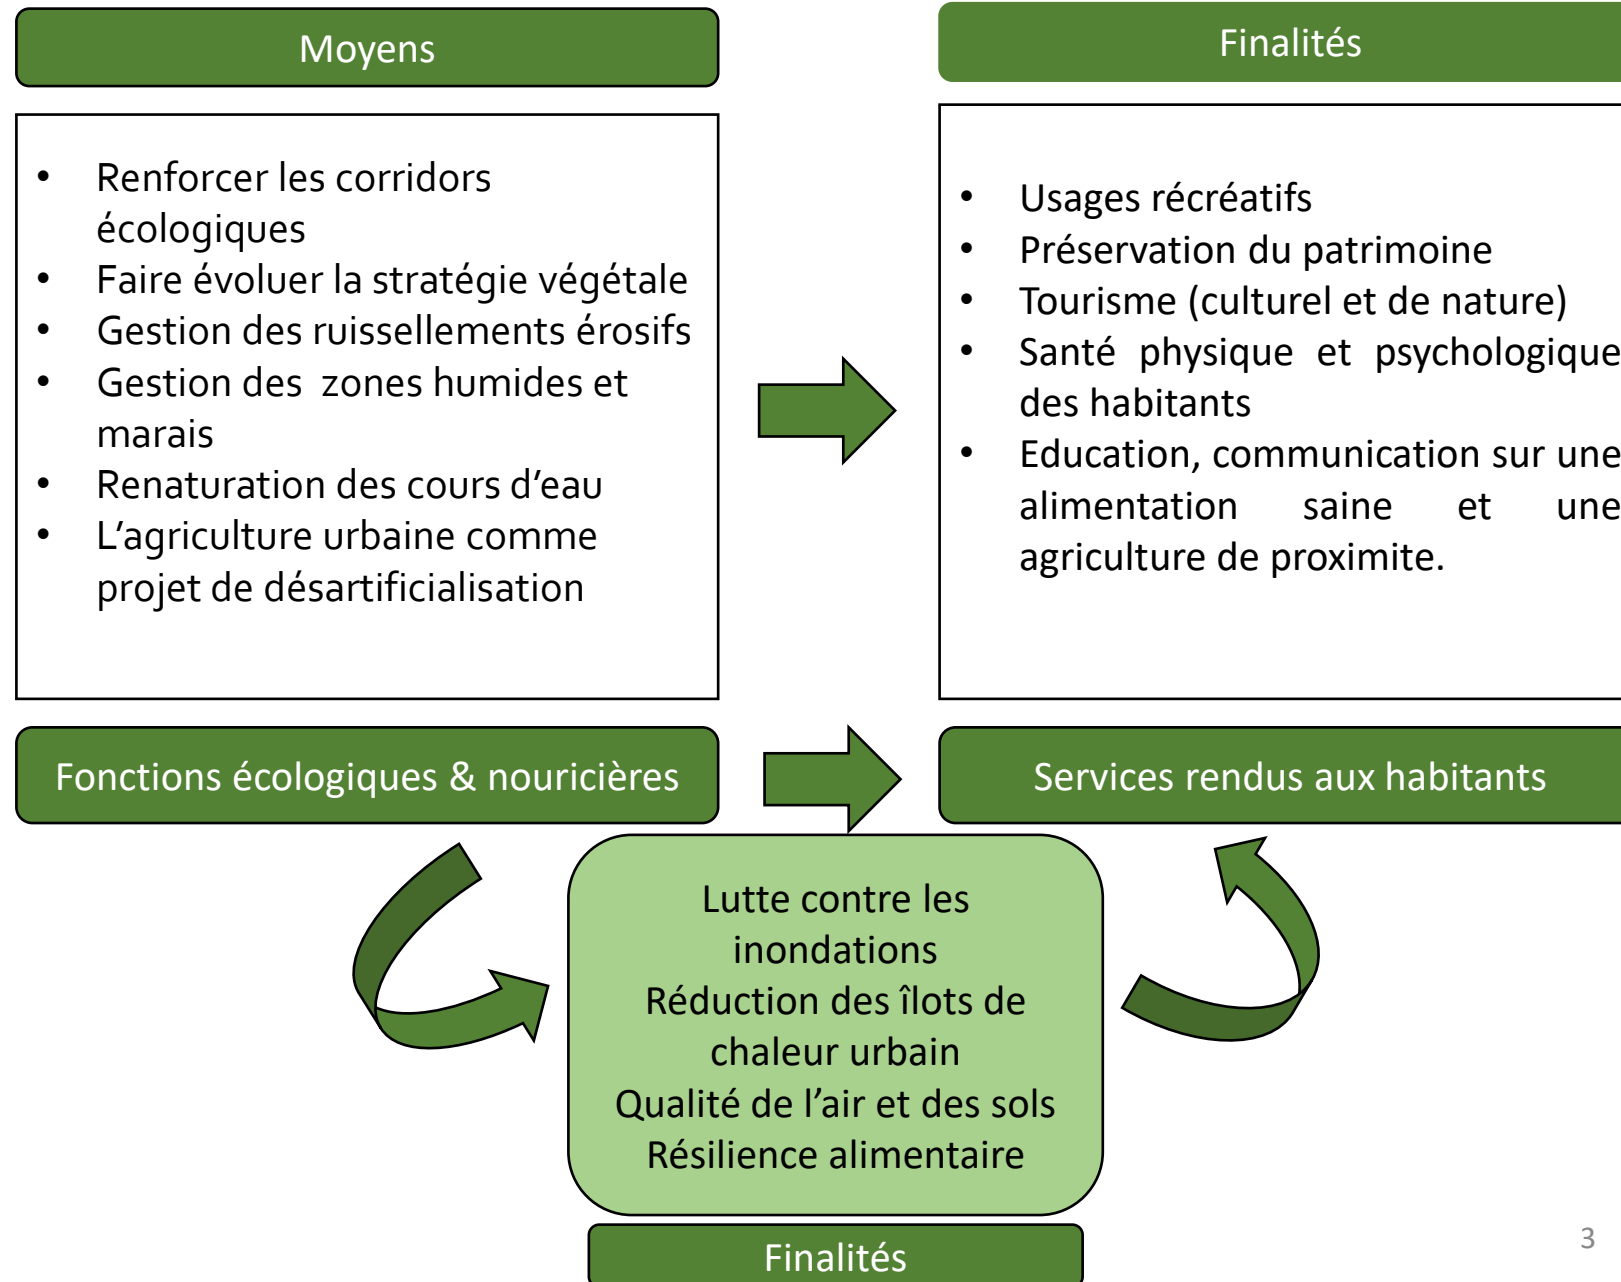 Moyens
Renforcer les corridors
écologiques
Faire évoluer la stratégie végétale
Gestion des ruissellements érosifs
Gestion des zones humides et
marais
Renaturation des cours d'eau
L'agriculture urbaine comme
projet de désartificialisation
Finalités
Usages récréatifs
Préservation du patrimoine
Tourisme (culturel et de nature)
Santé physique et psychologique
des habitants
Education, communication sur une
alimentation saine et une
agriculture de proximite.
Fonctions écologiques & nouricières
Services rendus aux habitants
Lutte contre les
inondations
Réduction des îlots de
chaleur urbain
Qualité de l'air et des sols
Résilience alimentaire
Finalités
3